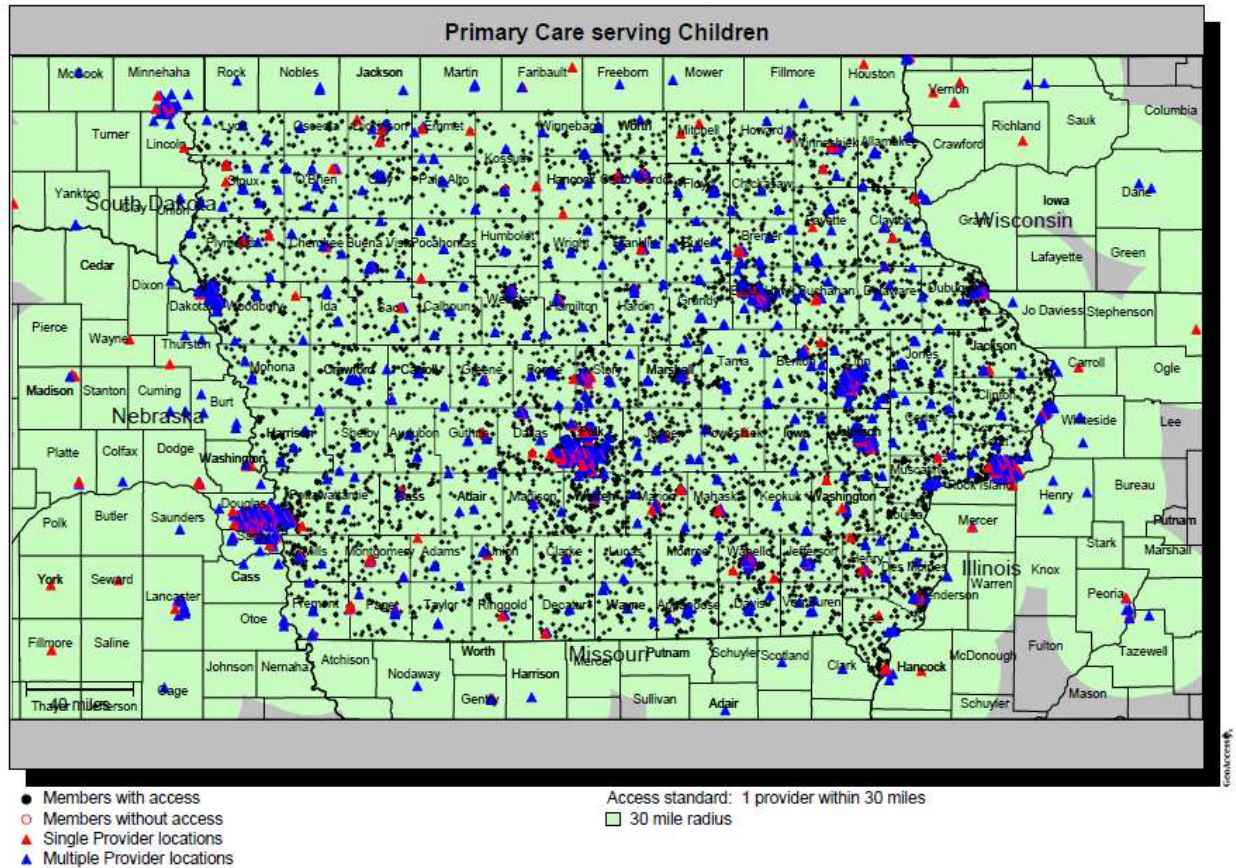 Primary Care serving Children
McCook Minnehaha Rock Nobles Jackson Martin Faribault Freeborn Mower Fillmore Houston
Vernon Columbia
Turner Lincoln Lyon Osceola Dickinson Emmet Winnebago Worth Mitchell Howard Winneshiek Allamakee Crawford Richland Sauk
Kossuth
Yankton Clay Union Sioux O'Brien Clay Palo Alto Hancock Cerro Gordo Floyd Chickasaw Dane
South Dakota Iowa
Fayette Clayton Grant Wisconsin
Cedar Plymouth Cherokee Buena Vista Pocahontas Humboldt Wright Franklin Butler Bremer Lafayette Green
Dixon
Dakota Woodbury Ida Sac Calhoun Webster Hamilton Hardin Grundy Buchanan Delaware Dubuque
Pierce Jo Daviess Stephenson
Wayne Thurston
Monona Crawford Carroll Greene Boone Story Marshall Tama Benton Linn Jones Jackson Carroll Ogle
Madison Stanton Cuming Burt Clinton
Nebraska Cedar Whiteside Lee
Dodge Harrison Shelby Audubon Guthrie Dallas Polk Jasper Poweshiek Iowa Johnson Scott
Platte Colfax Washington Muscatine Rock Island
Henry Bureau
Douglas Pottawattamie Cass Adair Madison Warren Marion Mahaska Keokuk Washington Louisa
Polk Butler Saunders Sarpy Mercer Putnam
Stark Marshall
Mills Montgomery Adams Union Clarke Lucas Monroe Wapello Jefferson Henry Des Moines Illinois Knox
York Seward Cass Warren
Lancaster Fremont Page Taylor Ringgold Decatur Wayne Appanoose Davis Van Buren Henderson Peoria
Otoe Lee
Fillmore Saline Fulton Tazewell
Johnson Nemaha Atchison Worth Missouri Mercer Putnam Schuyler Scotland Clark Hancock McDonough
Nodaway Harrison
Gage Gentry Sullivan Adair Schuyler Mason
Thayer Jefferson 40 miles
GeoAccess
Members with access
Members without access
Single Provider locations
Multiple Provider locations
Access standard: 1 provider within 30 miles
30 mile radius